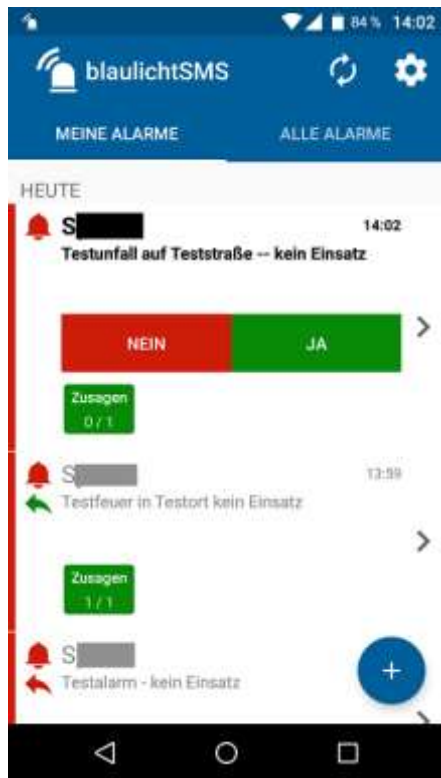 84% 14:02
blaulichtSMS
MEINE ALARME ALLE ALARME
HEUTE
S 14:02
Testunfall auf Teststraße -- kein Einsatz
NEIN JA
Zusagen
0 / 1
S 13:59
Testfeuer in Testort kein Einsatz
Zusagen
1 / 1
S
Testalarm - kein Einsatz
+